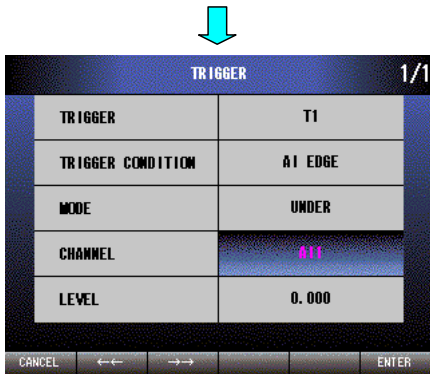 TRIGGER 1/1
TRIGGER T1
TRIGGER CONDITION AI EDGE
MODE UNDER
CHANNEL AI1
LEVEL 0.000
CANCEL ←← →→ ENTER